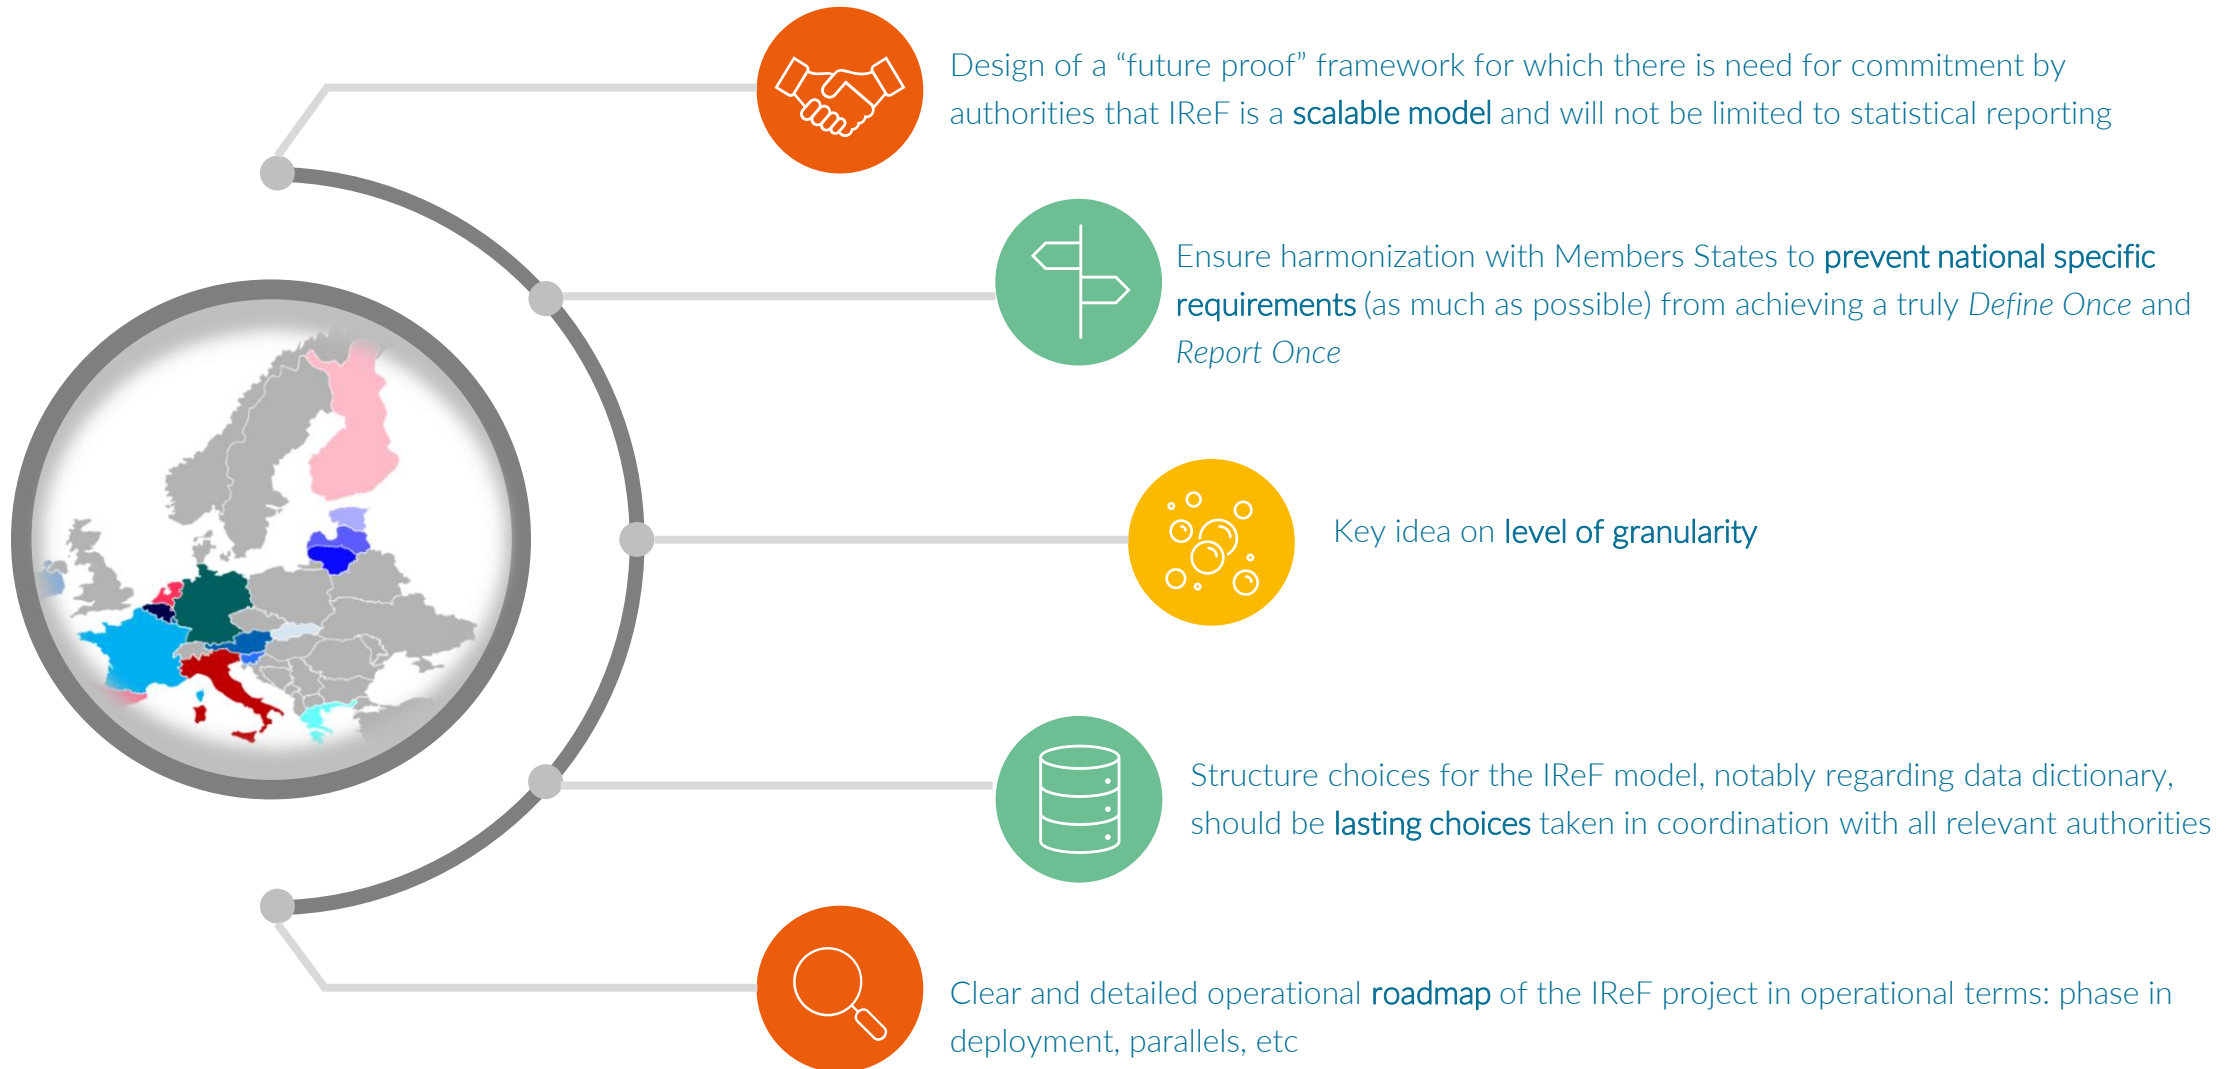 Design of a “future proof” framework for which there is need for commitment by
authorities that IReF is a scalable model and will not be limited to statistical reporting
Ensure harmonization with Members States to prevent national specific
requirements (as much as possible) from achieving a truly Define Once and
Report Once
Key idea on level of granularity
Structure choices for the IReF model, notably regarding data dictionary,
should be lasting choices taken in coordination with all relevant authorities
Clear and detailed operational roadmap of the IReF project in operational terms: phase in
deployment, parallels, etc